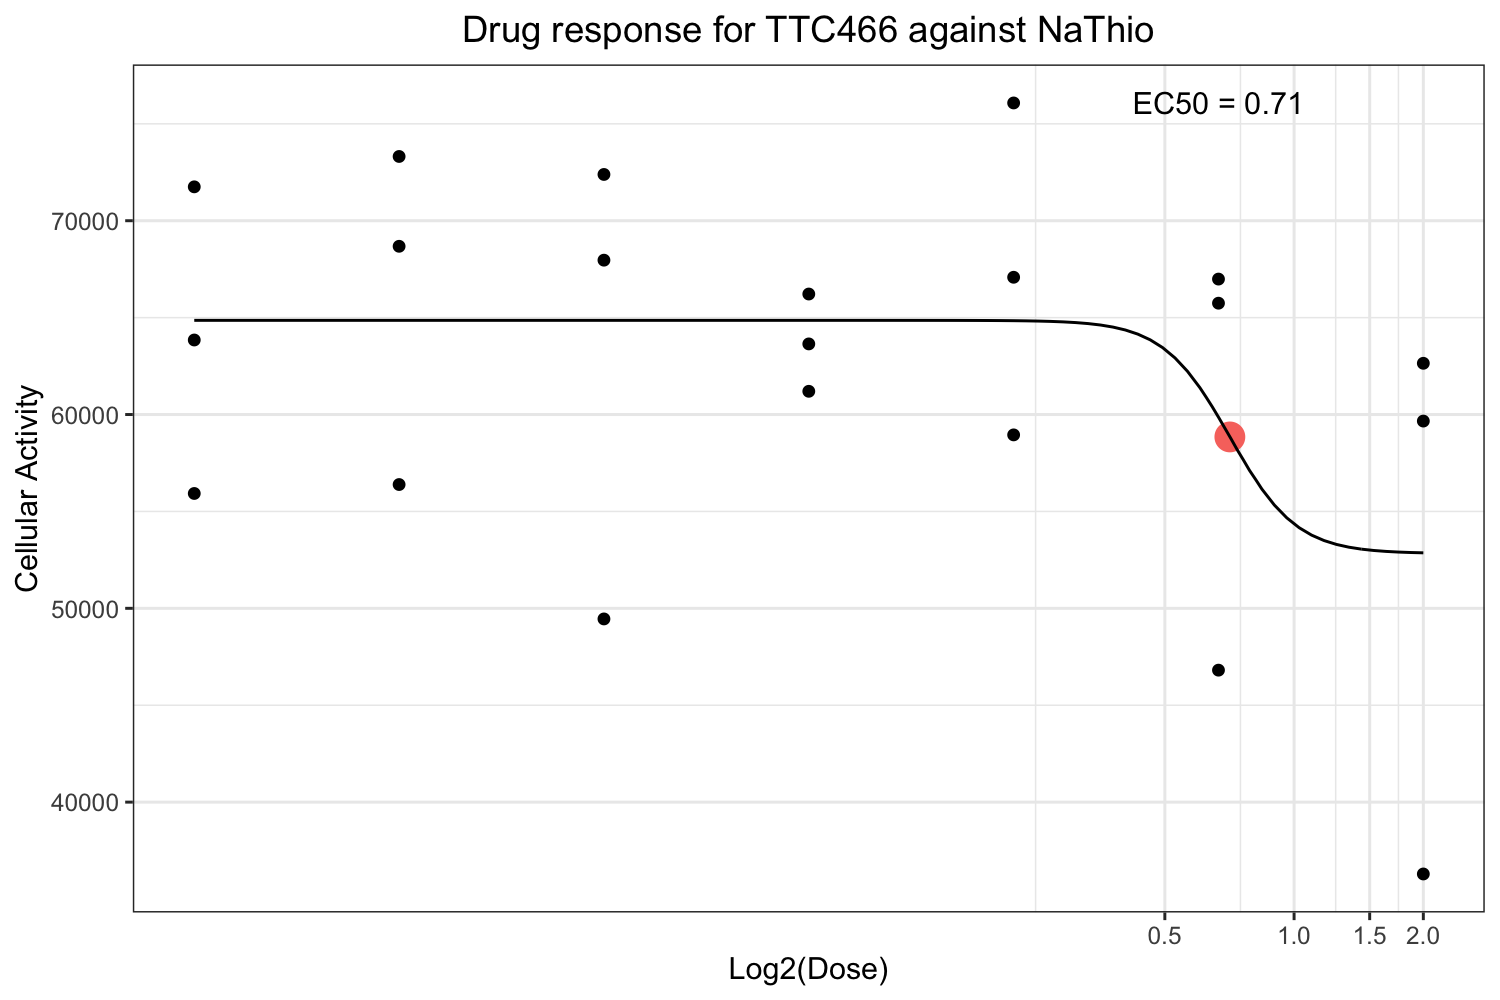 Drug response for TTC466 against NaThio
EC50 = 0.71
Cellular Activity
70000
60000
50000
40000
0.5 1.0 1.5 2.0
Log2(Dose)